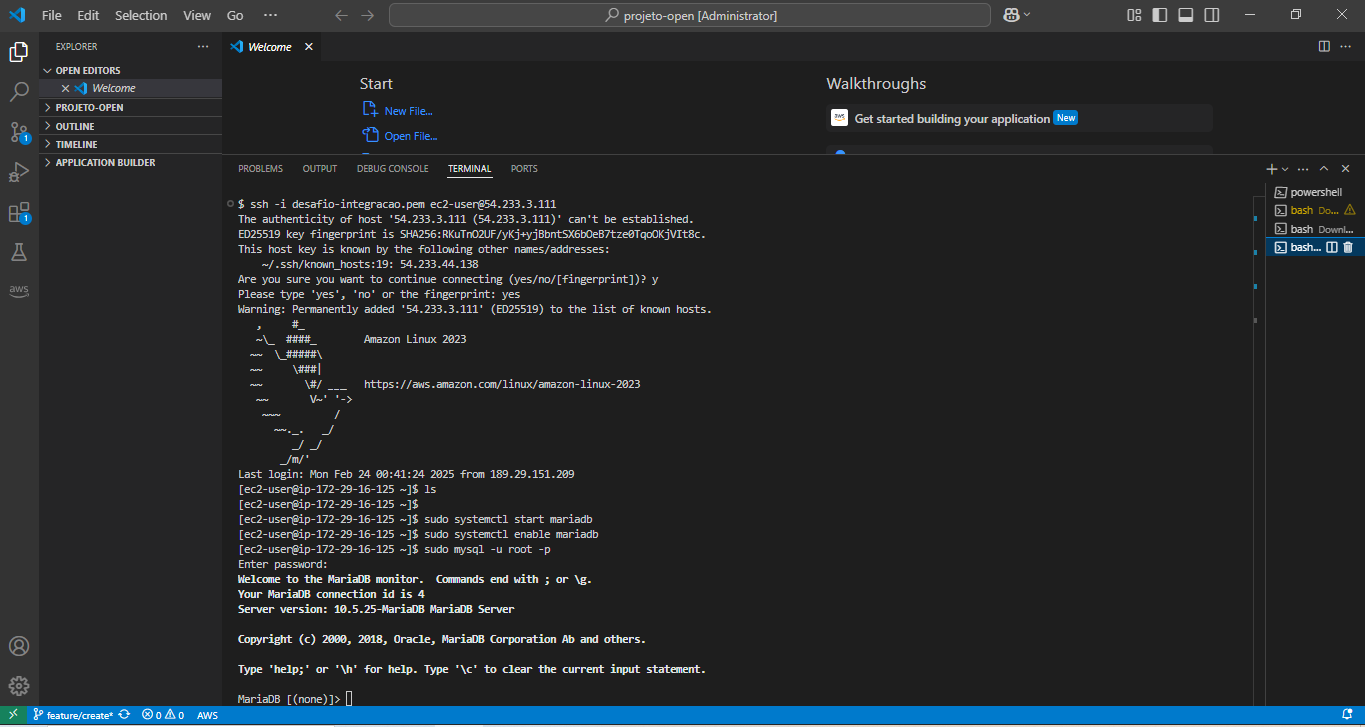 File Edit Selection View Go ··· projeto-open [Administrator]
EXPLORER ···
OPEN EDITORS
Welcome
PROJETO-OPEN
OUTLINE
TIMELINE
APPLICATION BUILDER
1
1
aws
Welcome
Start
New File...
Open File...
Walkthroughs
aws Get started building your application New
PROBLEMS OUTPUT DEBUG CONSOLE TERMINAL PORTS
powershell
bash Do...
bash Downl...
bash...
$ ssh -i desafio-integracao.pem ec2-user@54.233.3.111
The authenticity of host '54.233.3.111 (54.233.3.111)' can't be established.
ED25519 key fingerprint is SHA256:RKuTnO2UF/yKj+yjBbntSX6bOeB7tze0TqoOKjVIt8c.
This host key is known by the following other names/addresses:
    ~/.ssh/known_hosts:19: 54.233.44.138
Are you sure you want to continue connecting (yes/no/[fingerprint])? y
Please type 'yes', 'no' or the fingerprint: yes
Warning: Permanently added '54.233.3.111' (ED25519) to the list of known hosts.
   ,     #_
   ~\_  ####_        Amazon Linux 2023
  ~~  \_#####\
  ~~     \###|
  ~~       \#/ ___   https://aws.amazon.com/linux/amazon-linux-2023
   ~~       V~' '->
    ~~~         /
      ~~._.   _/
         _/ _/
       _/m/'
Last login: Mon Feb 24 00:41:24 2025 from 189.29.151.209
[ec2-user@ip-172-29-16-125 ~]$ ls
[ec2-user@ip-172-29-16-125 ~]$
[ec2-user@ip-172-29-16-125 ~]$ sudo systemctl start mariadb
[ec2-user@ip-172-29-16-125 ~]$ sudo systemctl enable mariadb
[ec2-user@ip-172-29-16-125 ~]$ sudo mysql -u root -p
Enter password:
Welcome to the MariaDB monitor.  Commands end with ; or \g.
Your MariaDB connection id is 4
Server version: 10.5.25-MariaDB MariaDB Server
Copyright (c) 2000, 2018, Oracle, MariaDB Corporation Ab and others.
Type 'help;' or '\h' for help. Type '\c' to clear the current input statement.
MariaDB [(none)]>
feature/create* 0 0 AWS